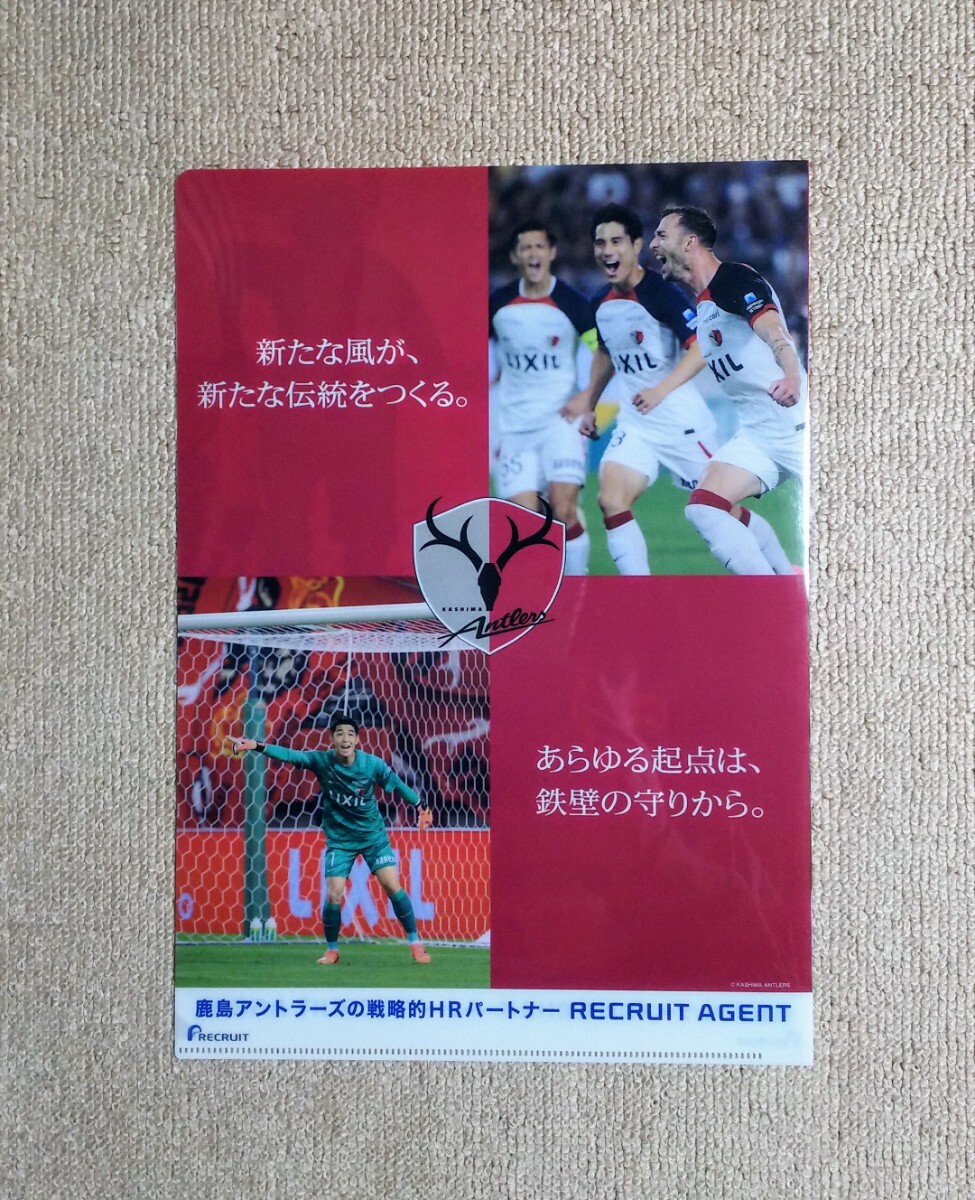 新たな風が、
新たな伝統をつくる。
LIXIL
LIXIL
XIL
55
KASHIMA
Antlers
LIXIL
1
LIXIL
あらゆる起点は、
鉄壁の守りから。
© KASHIMA ANTLERS
鹿島アントラーズの戦略的HRパートナー RECRUIT AGENT
RECRUIT